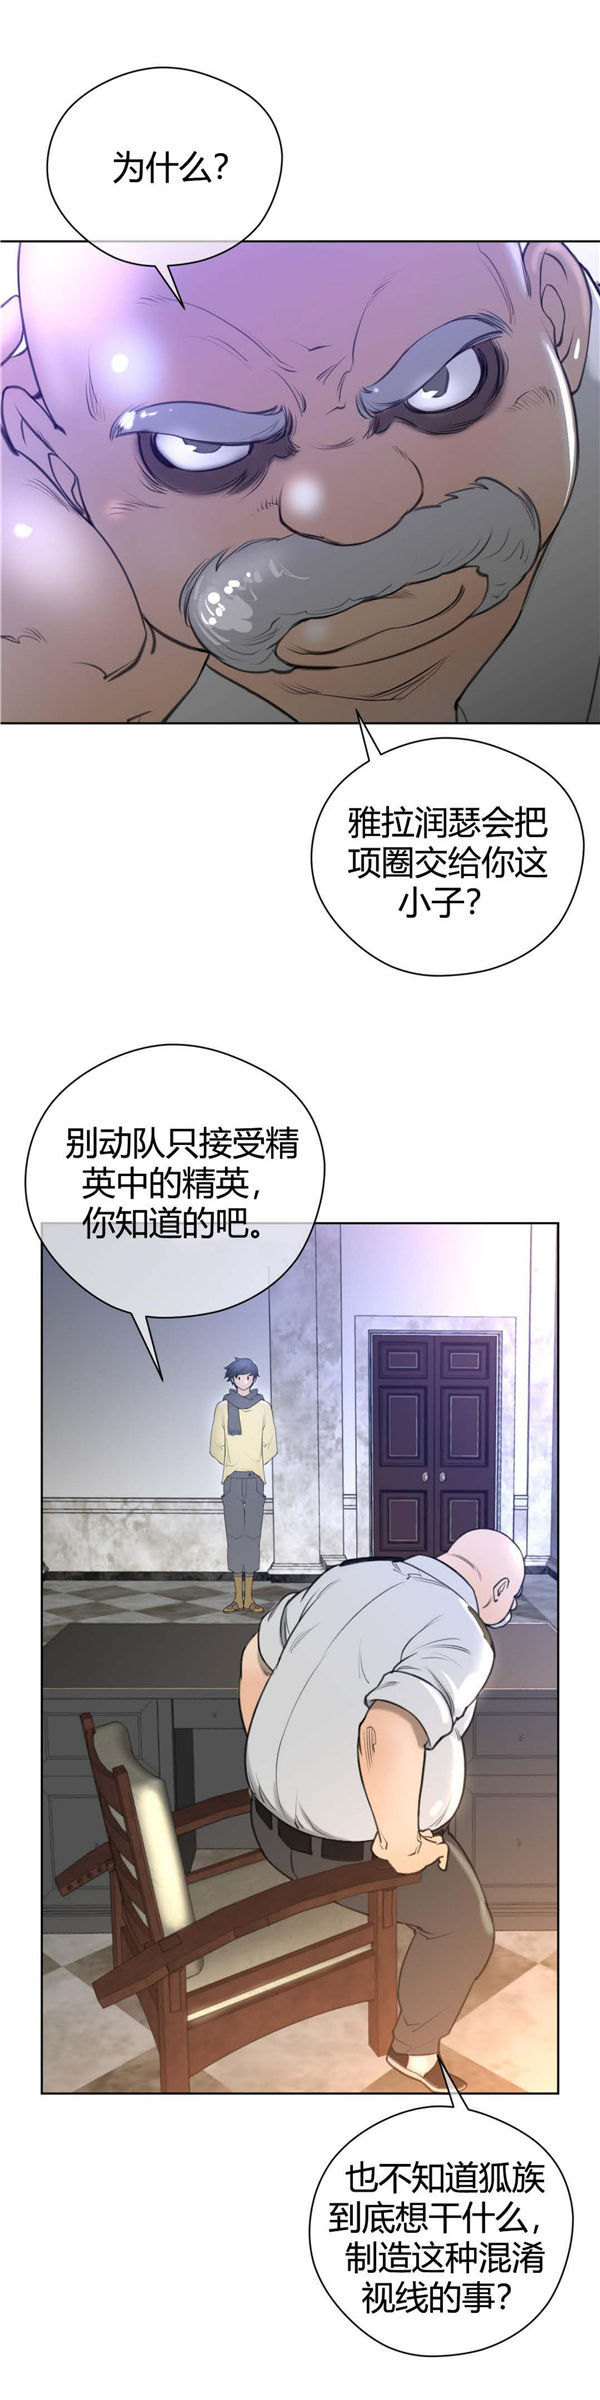 为什么？
雅拉润瑟会把
项圈交给你这
小子？
别动队只接受精
英中的精英，
你知道的吧。
也不知道狐族
到底想干什么，
制造这种混淆
视线的事？